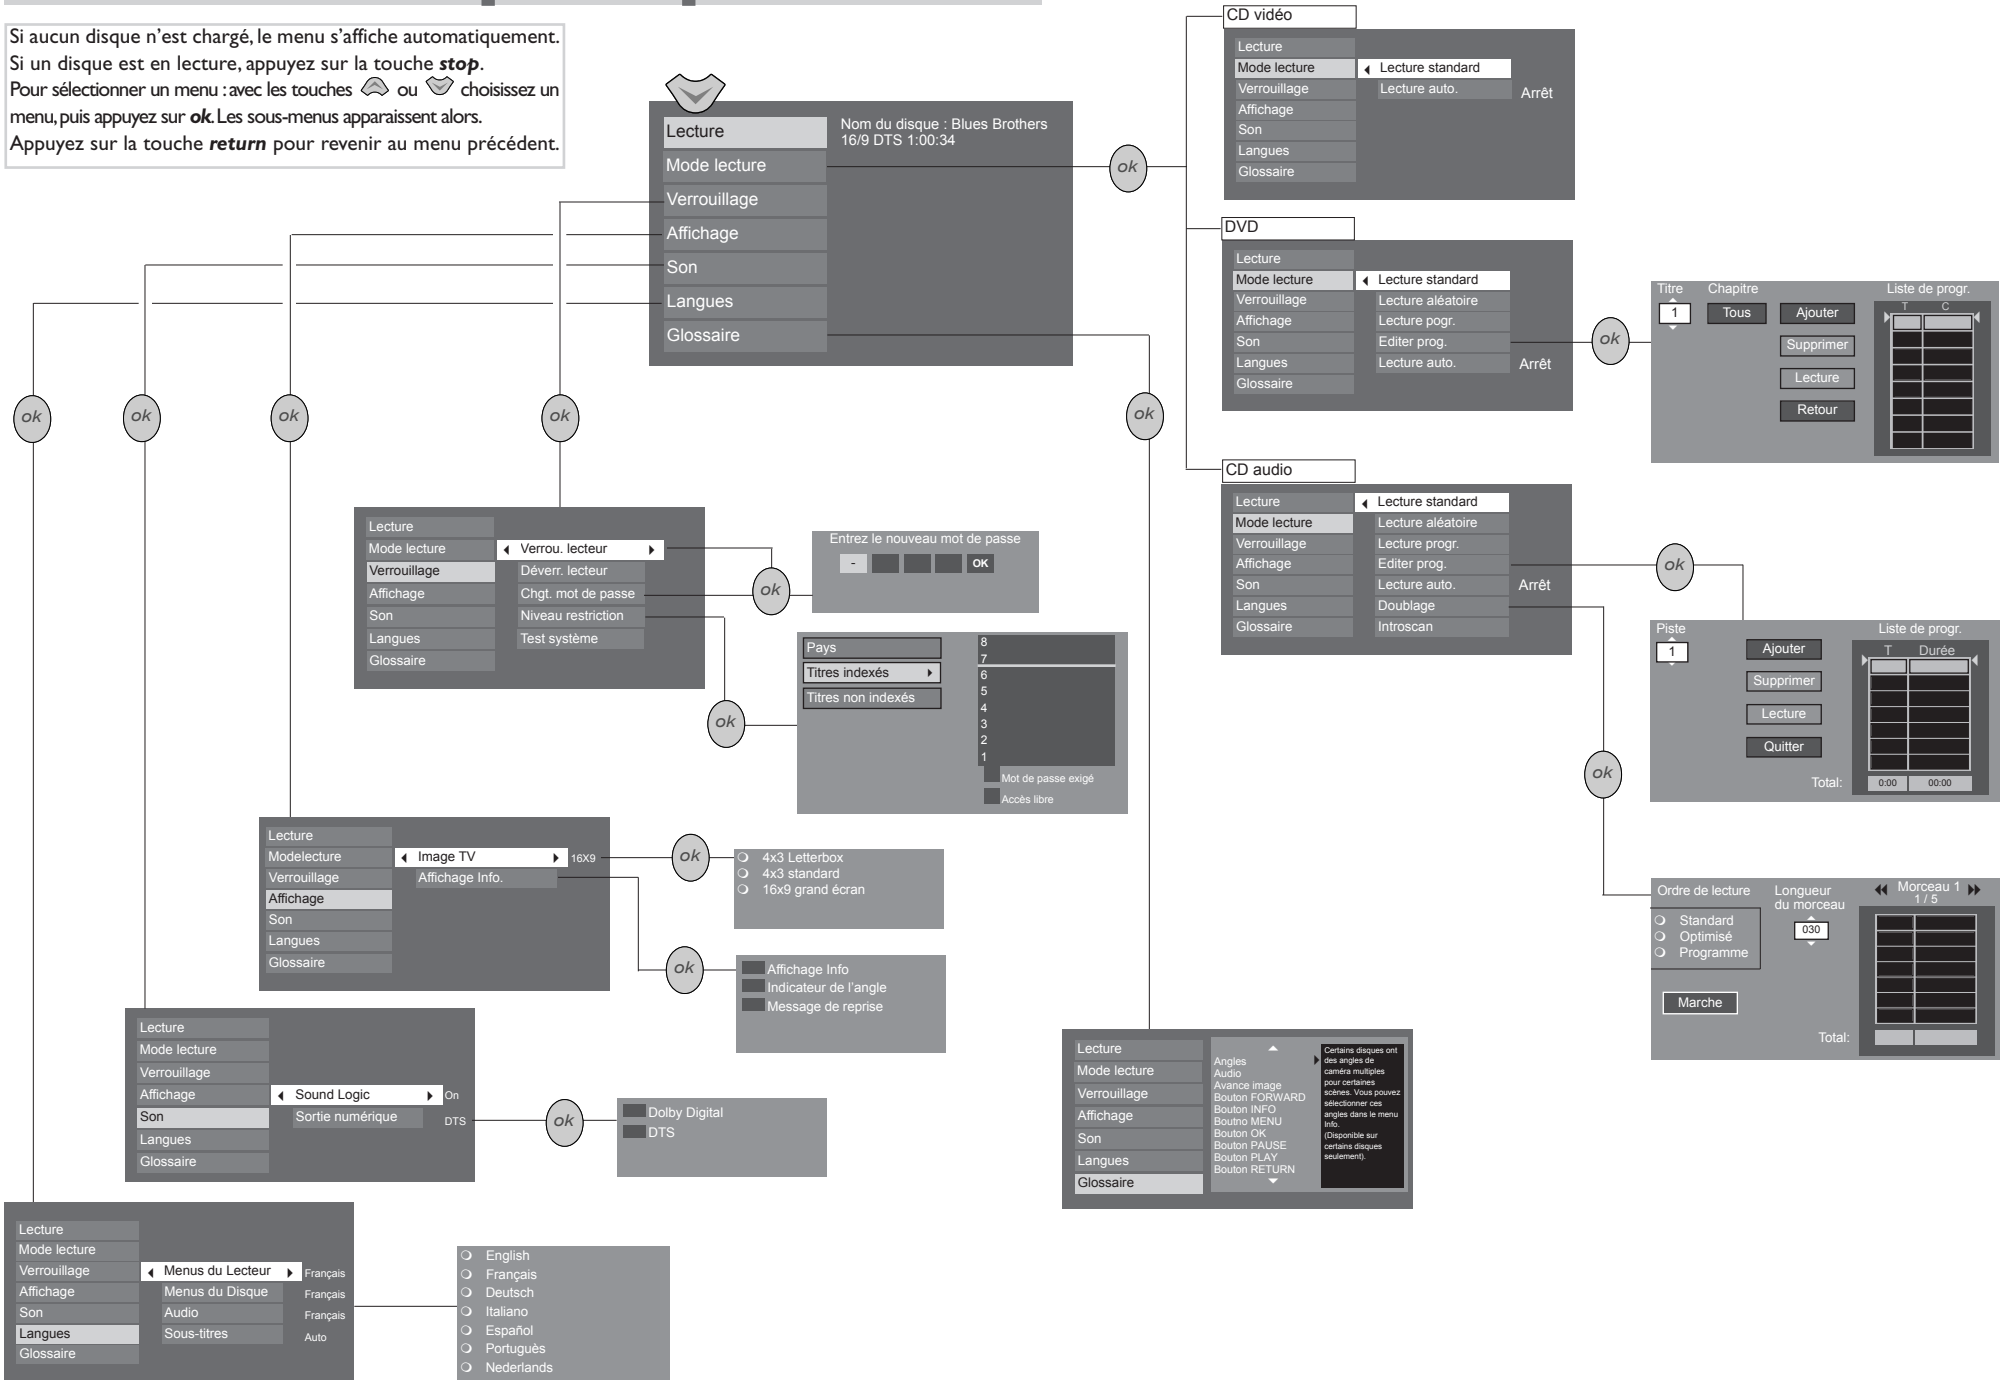 Si aucun disque n’est chargé, le menu s’affiche automatiquement.
Si un disque est en lecture, appuyez sur la touche stop.
Pour sélectionner un menu : avec les touches ou choisissez un
menu, puis appuyez sur ok. Les sous-menus apparaissent alors.
Appuyez sur la touche return pour revenir au menu précédent.
Lecture
Mode lecture
Verrouillage
Affichage
Son
Langues
Glossaire
Nom du disque : Blues Brothers
16/9 DTS 1:00:34
ok
CD vidéo
Lecture
Mode lecture
Verrouillage
Affichage
Son
Langues
Glossaire
Lecture standard
Lecture auto.
Arrêt
DVD
Lecture
Mode lecture
Verrouillage
Affichage
Son
Langues
Glossaire
Lecture standard
Lecture aléatoire
Lecture pogr.
Editer prog.
Lecture auto.
Arrêt
ok
Titre
1
Chapitre
Tous
Ajouter
Supprimer
Lecture
Retour
Liste de progr.
T C
CD audio
Lecture
Mode lecture
Verrouillage
Affichage
Son
Langues
Glossaire
Lecture standard
Lecture aléatoire
Lecture progr.
Editer prog.
Lecture auto.
Doublage
Introscan
Arrêt
ok
Piste
1
Ajouter
Supprimer
Lecture
Quitter
Liste de progr.
T Durée
Total: 0:00 00:00
ok
Ordre de lecture
Standard
Optimisé
Programme
Marche
Longueur
du morceau
030
Morceau 1
1 / 5
Total:
ok
ok
ok
ok
ok
Lecture
Mode lecture
Verrouillage
Affichage
Son
Langues
Glossaire
Verrou. lecteur
Déverr. lecteur
Chgt. mot de passe
Niveau restriction
Test système
ok
Entrez le nouveau mot de passe
- OK
ok
Pays
Titres indexés
Titres non indexés
8
7
6
5
4
3
2
1
Mot de passe exigé
Accès libre
Lecture
Modelecture
Verrouillage
Affichage
Son
Langues
Glossaire
Image TV
16X9
Affichage Info.
ok
4x3 Letterbox
4x3 standard
16x9 grand écran
ok
Affichage Info
Indicateur de l’angle
Message de reprise
Lecture
Mode lecture
Verrouillage
Affichage
Son
Langues
Glossaire
Sound Logic
On
Sortie numérique
DTS
ok
Dolby Digital
DTS
Lecture
Mode lecture
Verrouillage
Affichage
Son
Langues
Glossaire
Angles
Audio
Avance image
Bouton FORWARD
Bouton INFO
Boutno MENU
Bouton OK
Bouton PAUSE
Bouton PLAY
Bouton RETURN
Certains disques ont
des angles de
caméra multiples
pour certaines
scènes. Vous pouvez
sélectionner ces
angles dans le menu
Info.
(Disponible sur
certains disques
seulement).
Lecture
Mode lecture
Verrouillage
Affichage
Son
Langues
Glossaire
Menus du Lecteur
Français
Menus du Disque
Français
Audio
Français
Sous-titres
Auto
English
Français
Deutsch
Italiano
Español
Portuguès
Nederlands